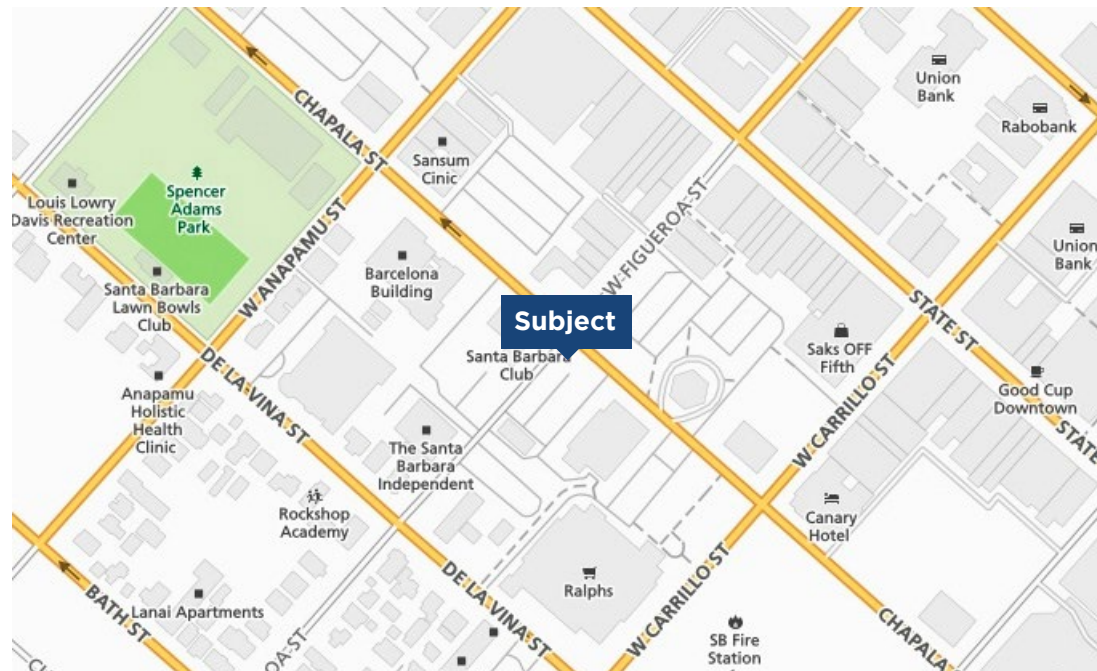 Union
Bank
Rabobank
CHAPALA ST
Sansum
Cinic
Spencer
Adams
Park
Louis Lowry
Davis Recreation
Center
W ANAPAMU ST
W FIGUEROA ST
Union
Bank
Barcelona
Building
Santa Barbara
Lawn Bowls
Club
Subject
STATE ST
Saks OFF
Fifth
Santa Barbara
Club
DE LA VINA ST
Good Cup
Downtown
Anapamu
Holistic
Health
Clinic
STATE
W CARRILLO ST
The Santa
Barbara
Independent
Rockshop
Academy
Canary
Hotel
Ralphs
DE LA VINA ST
W CARRILLO ST
BATH ST
Lanai Apartments
CHAPALA
SB Fire
Station
OA ST